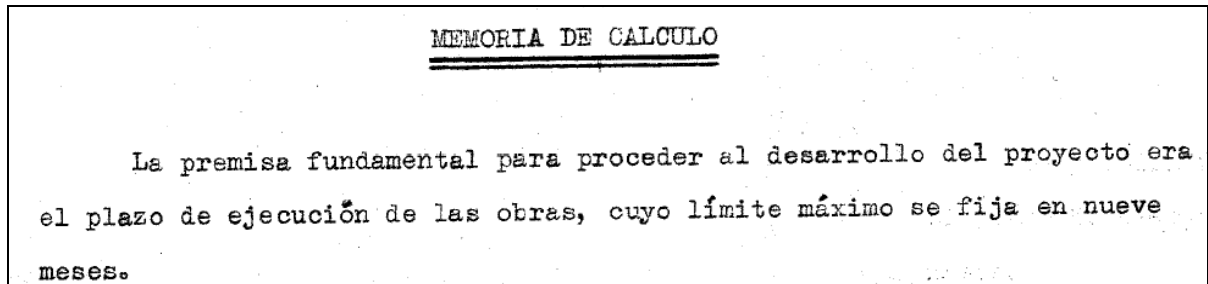 MEMORIA DE CALCULO
La premisa fundamental para proceder al desarrollo del proyecto era
el plazo de ejecución de las obras, cuyo límite máximo se fija en nueve
meses.